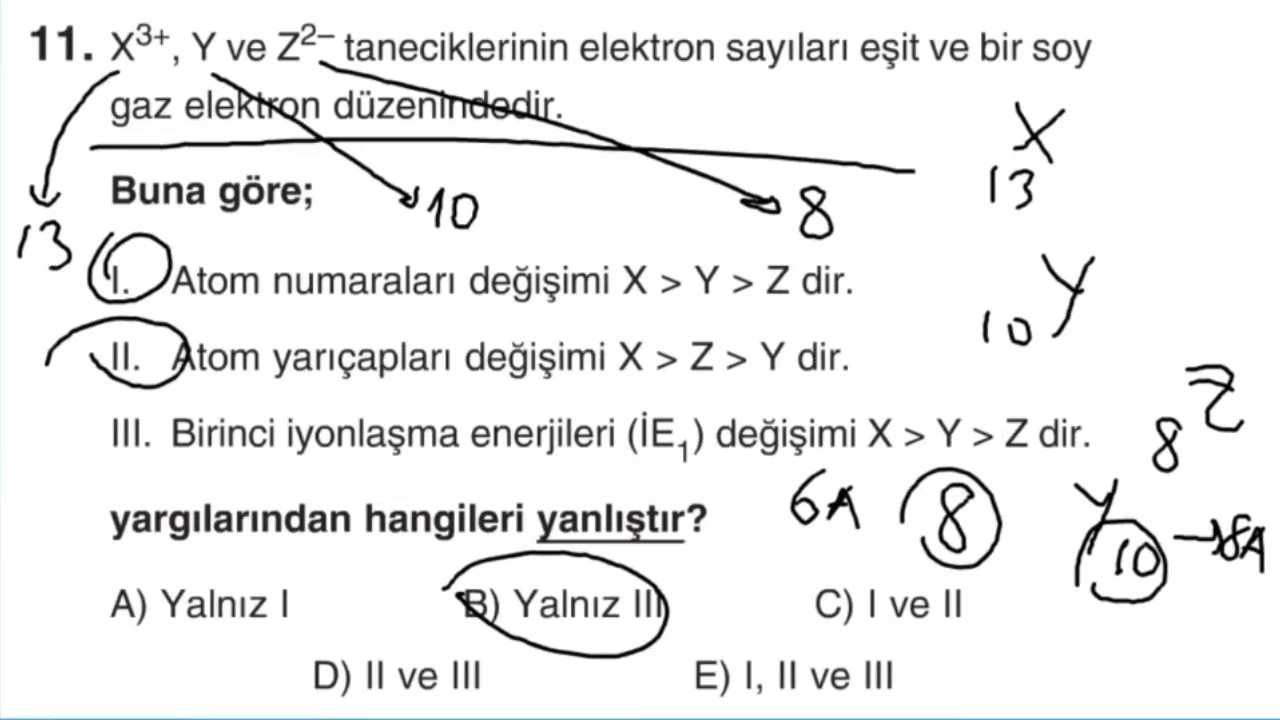 11. X³⁺, Y ve Z²⁻ taneciklerinin elektron sayıları eşit ve bir soy
gaz elektron düzenindedir.
X
13
Buna göre;
13
10
8
I. Atom numaraları değişimi X > Y > Z dir.
Y
10
II. Atom yarıçapları değişimi X > Z > Y dir.
Z
8
III. Birinci iyonlaşma enerjileri (İE₁) değişimi X > Y > Z dir.
6A 8 Y 10
yargılarından hangileri yanlıştır?
A) Yalnız I B) Yalnız III C) I ve II
D) II ve III E) I, II ve III